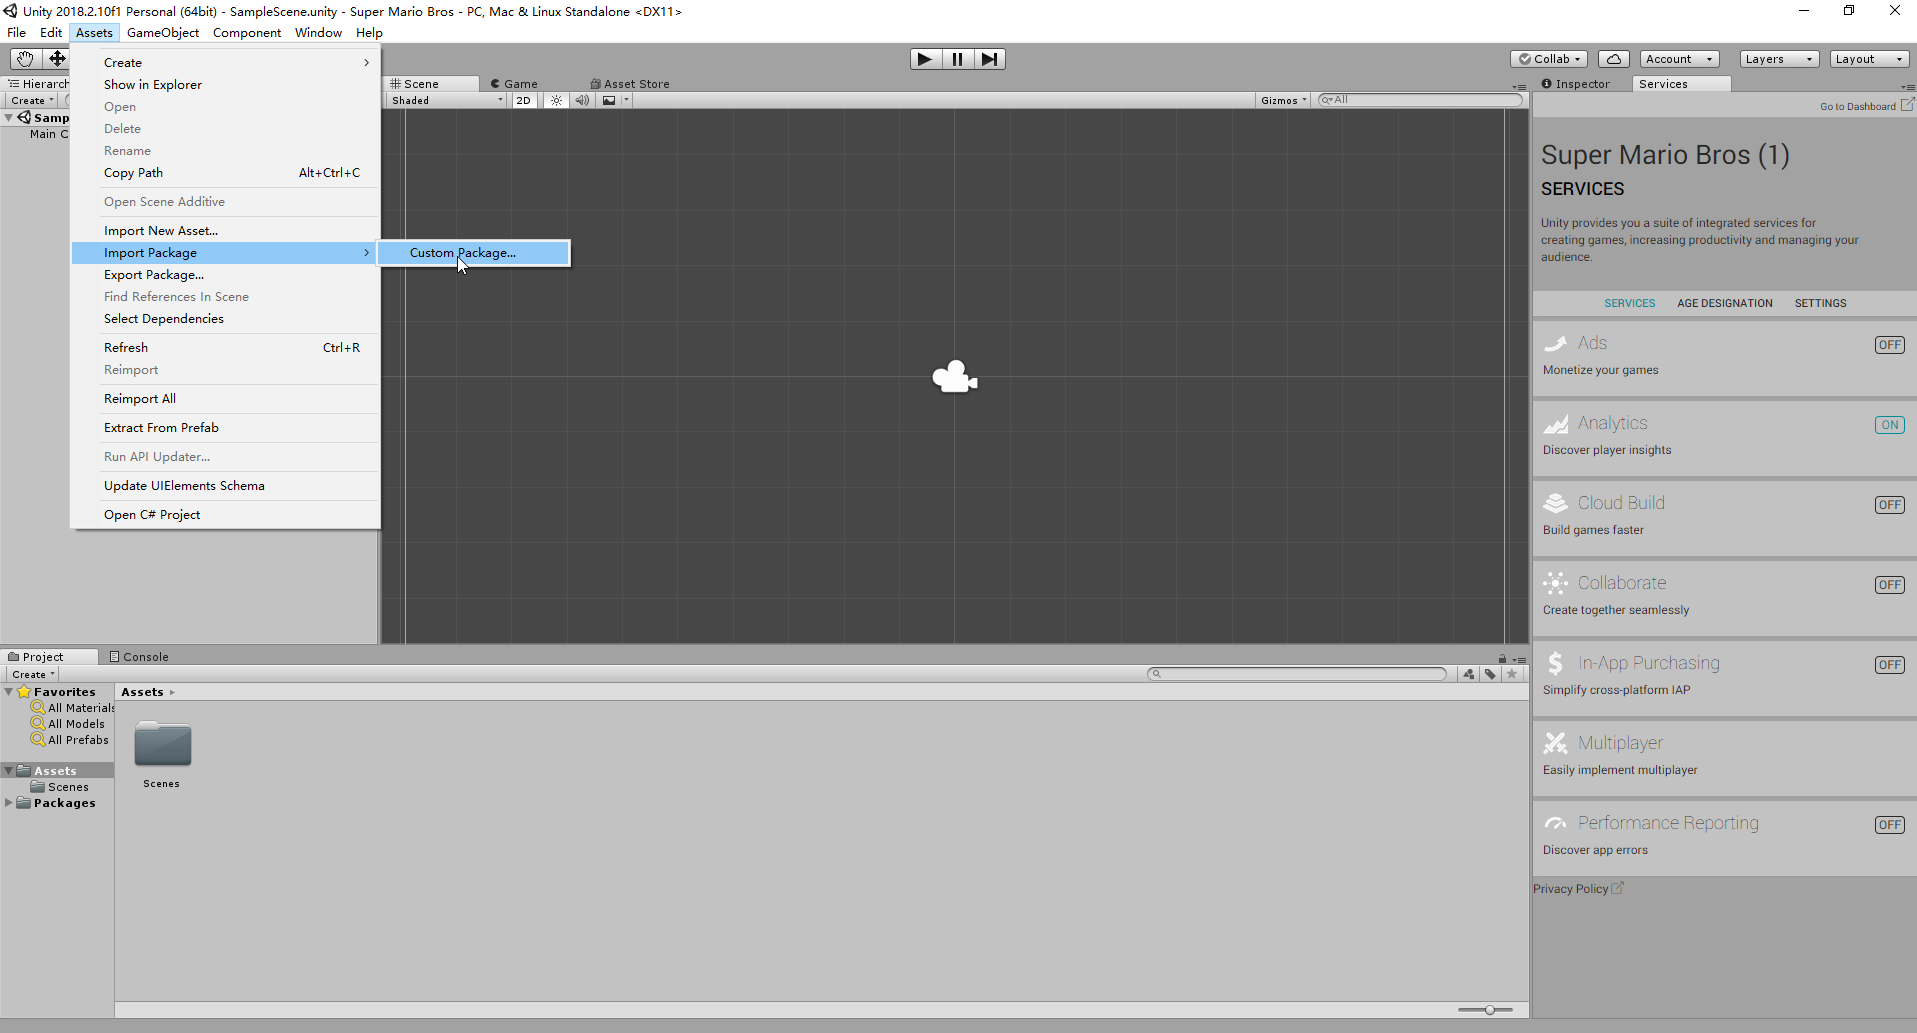 Unity 2018.2.10f1 Personal (64bit) - SampleScene.unity - Super Mario Bros - PC, Mac & Linux Standalone <DX11>
File Edit Assets GameObject Component Window Help
Collab Account Layers Layout
Hierarch
Create
Samp
Main C
Create
Show in Explorer
Open
Delete
Rename
Copy Path Alt+Ctrl+C
Open Scene Additive
Import New Asset...
Import Package
Custom Package...
Export Package...
Find References In Scene
Select Dependencies
Refresh Ctrl+R
Reimport
Reimport All
Extract From Prefab
Run API Updater...
Update UIElements Schema
Open C# Project
Scene Game Asset Store
Shaded 2D Gizmos All
Inspector Services
Go to Dashboard
Super Mario Bros (1)
SERVICES
Unity provides you a suite of integrated services for
creating games, increasing productivity and managing your
audience.
SERVICES AGE DESIGNATION SETTINGS
Ads OFF
Monetize your games
Analytics ON
Discover player insights
Cloud Build OFF
Build games faster
Collaborate OFF
Create together seamlessly
In-App Purchasing OFF
Simplify cross-platform IAP
Multiplayer
Easily implement multiplayer
Performance Reporting OFF
Discover app errors
Privacy Policy
Project Console
Create
Favorites
All Materials
All Models
All Prefabs
Assets
Scenes
Packages
Assets
Scenes